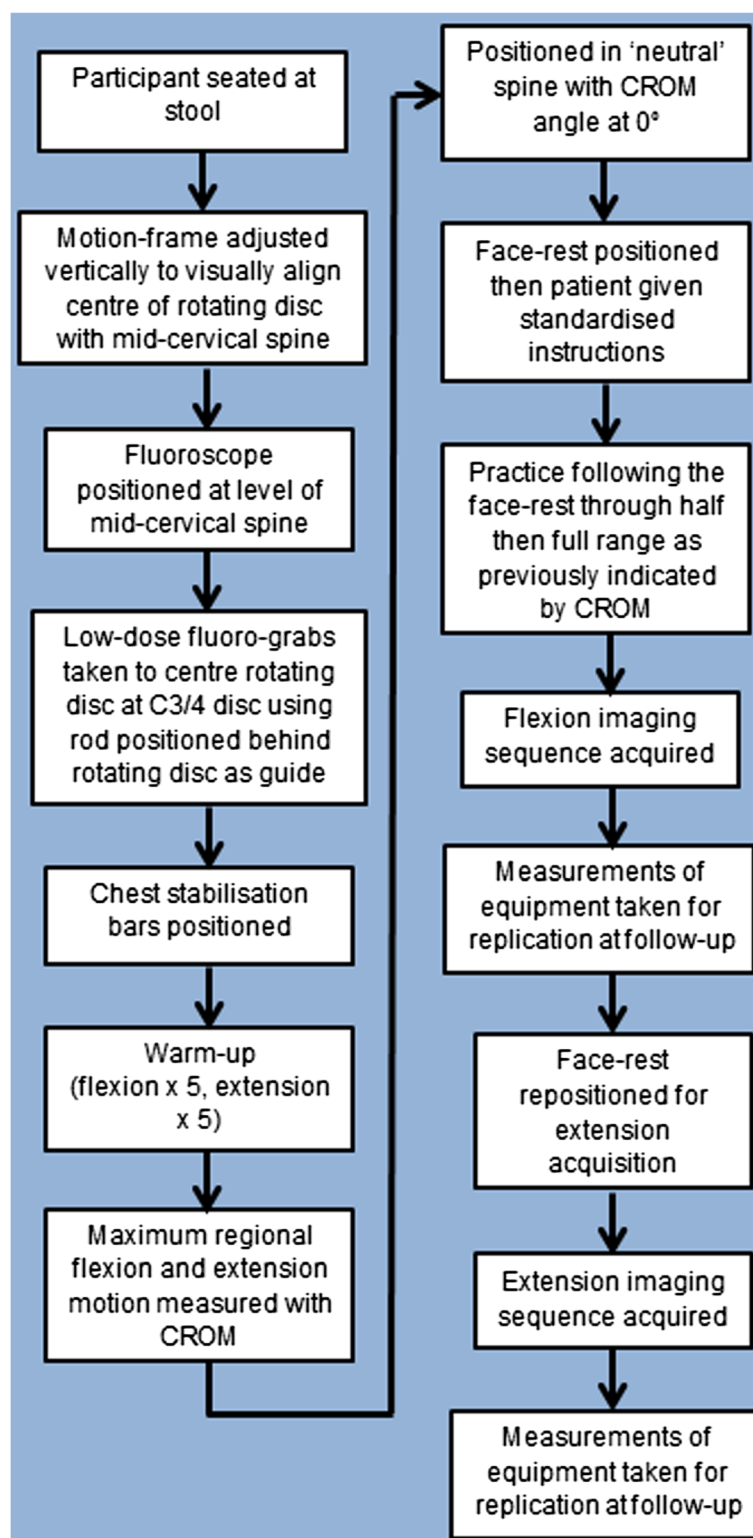 Participant seated at
stool
Motion-frame adjusted
vertically to visually align
centre of rotating disc
with mid-cervical spine
Fluoroscope
positioned at level of
mid-cervical spine
Low-dose fluoro-grabs
taken to centre rotating
disc at C3/4 disc using
rod positioned behind
rotating disc as guide
Chest stabilisation
bars positioned
Warm-up
(flexion x 5, extension
x 5)
Maximum regional
flexion and extension
motion measured with
CROM
Positioned in ‘neutral’
spine with CROM
angle at 0°
Face-rest positioned
then patient given
standardised
instructions
Practice following the
face-rest through half
then full range as
previously indicated
by CROM
Flexion imaging
sequence acquired
Measurements of
equipment taken for
replication at follow-up
Face-rest
repositioned for
extension
acquisition
Extension imaging
sequence acquired
Measurements of
equipment taken for
replication at follow-up